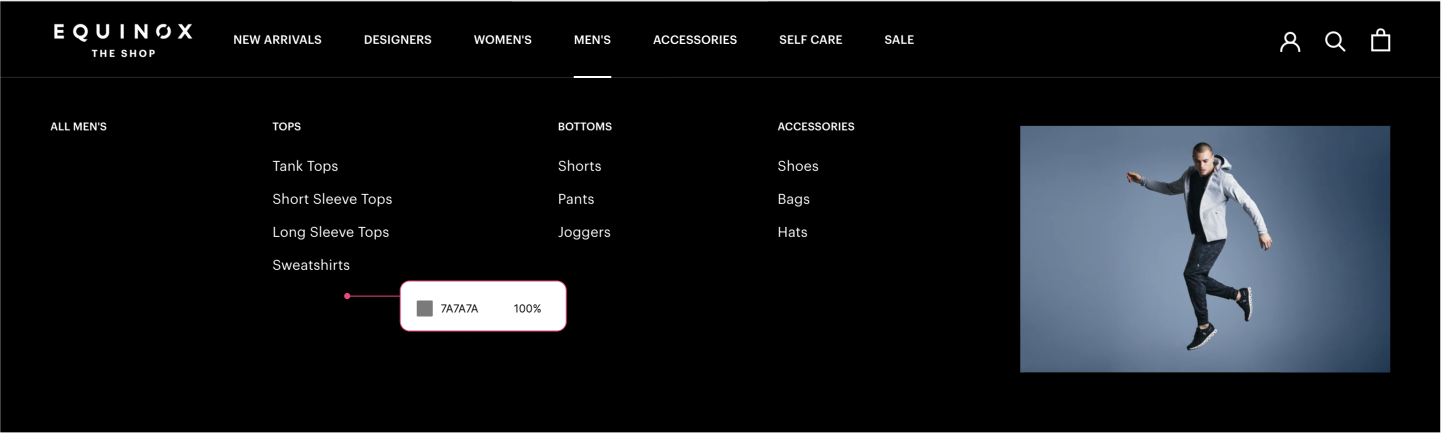 EQUINOX
THE SHOP
NEW ARRIVALS DESIGNERS WOMEN'S MEN'S ACCESSORIES SELF CARE SALE
ALL MEN'S
TOPS
Tank Tops
Short Sleeve Tops
Long Sleeve Tops
Sweatshirts
BOTTOMS
Shorts
Pants
Joggers
ACCESSORIES
Shoes
Bags
Hats
7A7A7A 100%